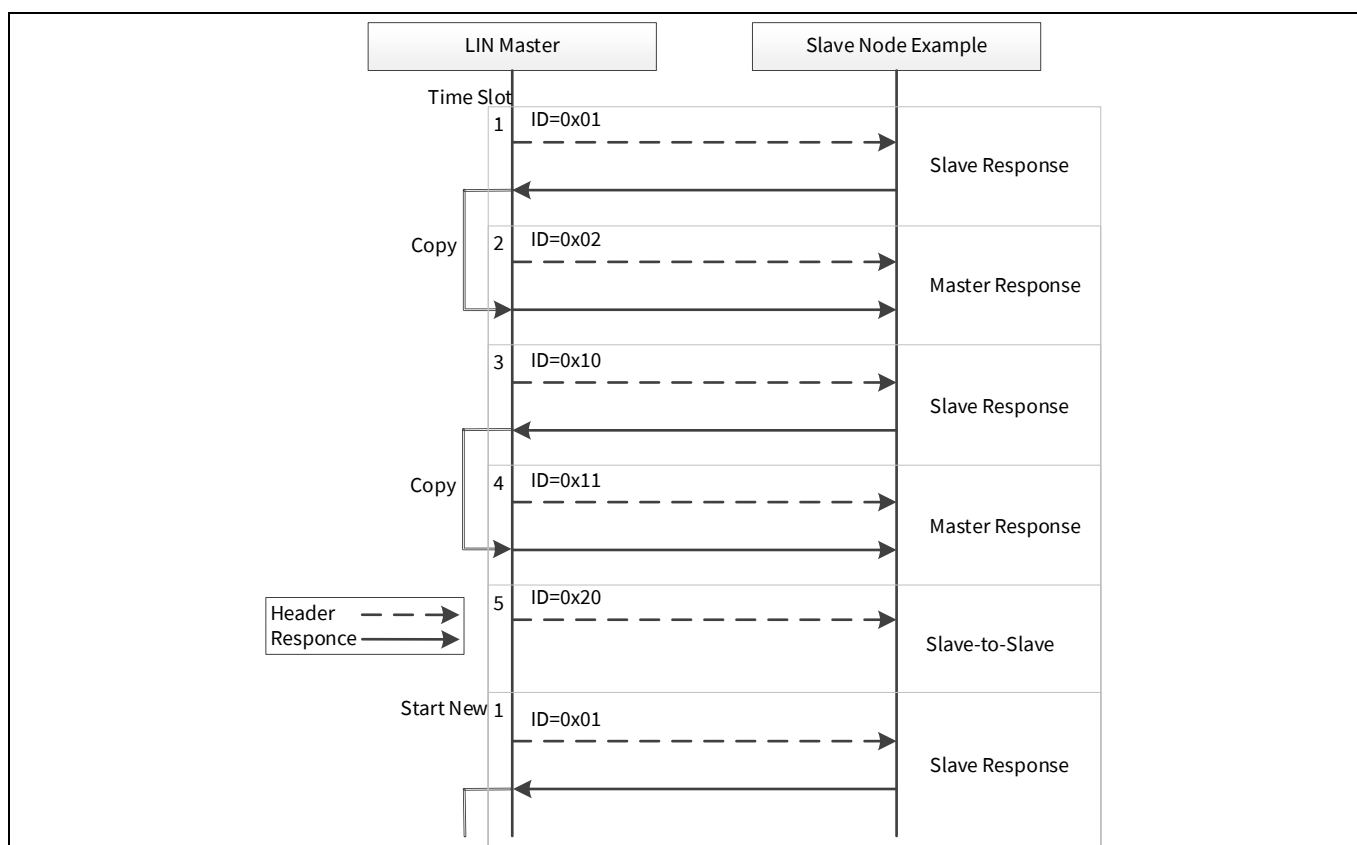 LIN Master
Slave Node Example
Time Slot
1 ID=0x01
Slave Response
Copy
2 ID=0x02
Master Response
3 ID=0x10
Slave Response
Copy
4 ID=0x11
Master Response
5 ID=0x20
Header
Responce
Slave-to-Slave
Start New 1 ID=0x01
Slave Response